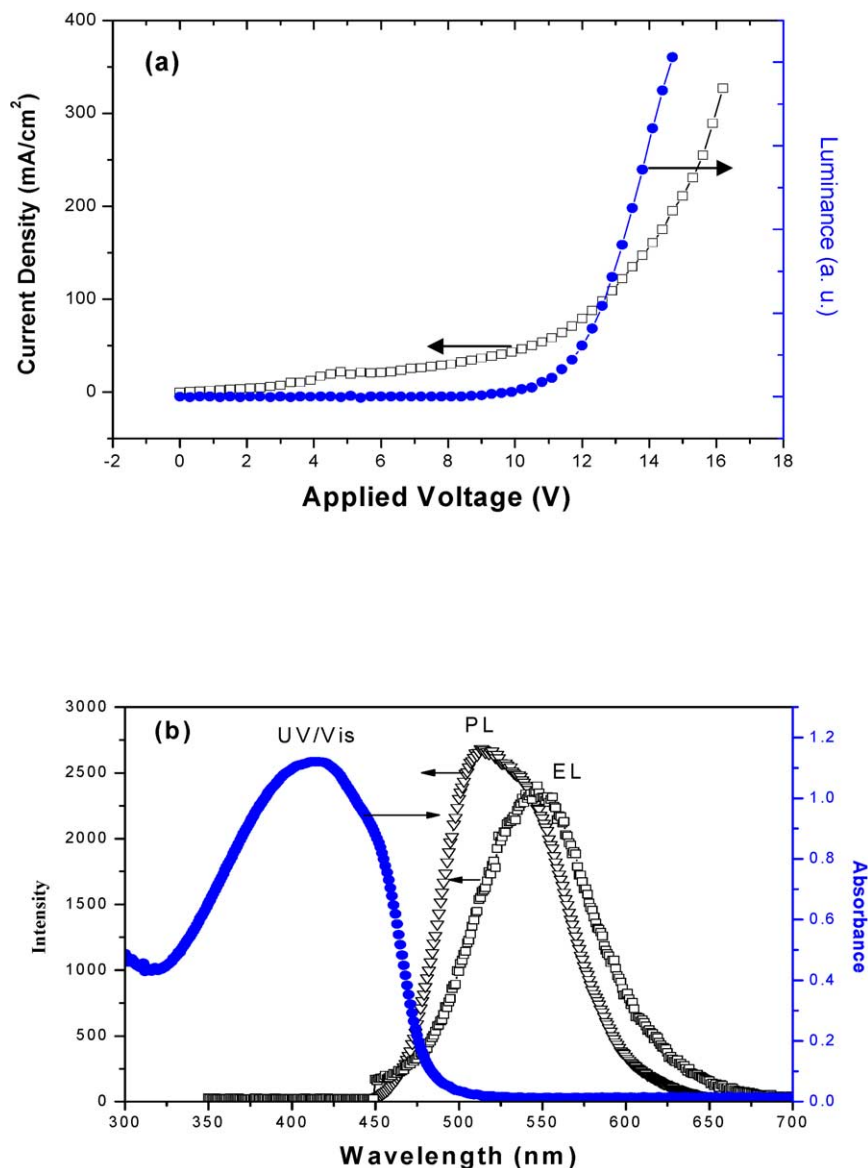 (a)
400
300
200
100
0
Current Density (mA/cm²)
Luminance (a. u.)
-2 0 2 4 6 8 10 12 14 16 18
Applied Voltage (V)
(b)
UV/Vis
PL
EL
3000
2500
2000
1500
1000
500
0
Intensity
1.2
1.0
0.8
0.6
0.4
0.2
0.0
Absorbance
300 350 400 450 500 550 600 650 700
Wavelength (nm)